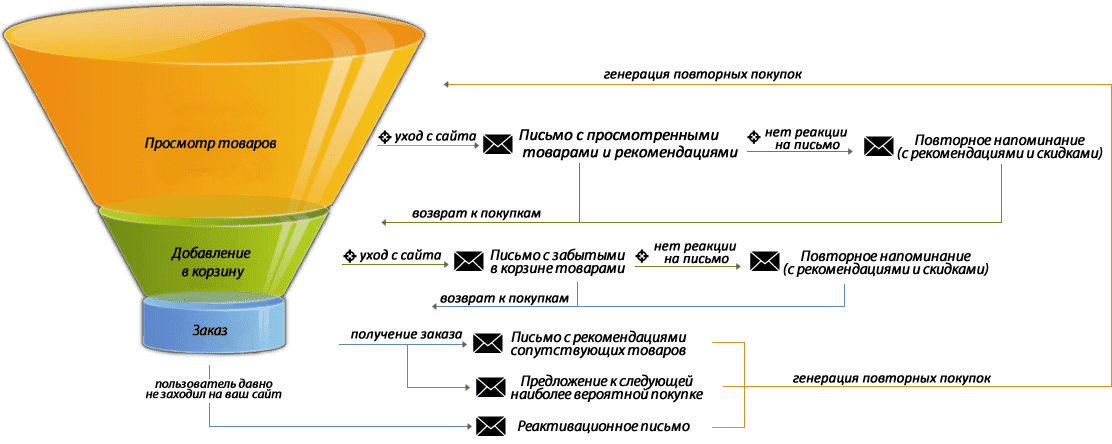 генерация повторных покупок
Просмотр товаров
уход с сайта
Письмо с просмотренными
товарами и рекомендациями
нет реакции
на письмо
Повторное напоминание
(с рекомендациями и скидками)
возврат к покупкам
Добавление
в корзину
уход с сайта
Письмо с забытыми
в корзине товарами
нет реакции
на письмо
Повторное напоминание
(с рекомендациями и скидками)
возврат к покупкам
Заказ
получение заказа
Письмо с рекомендациями
сопутствующих товаров
пользователь давно
не заходил на ваш сайт
Предложение к следующей
наиболее вероятной покупке
генерация повторных покупок
Реактивационное письмо